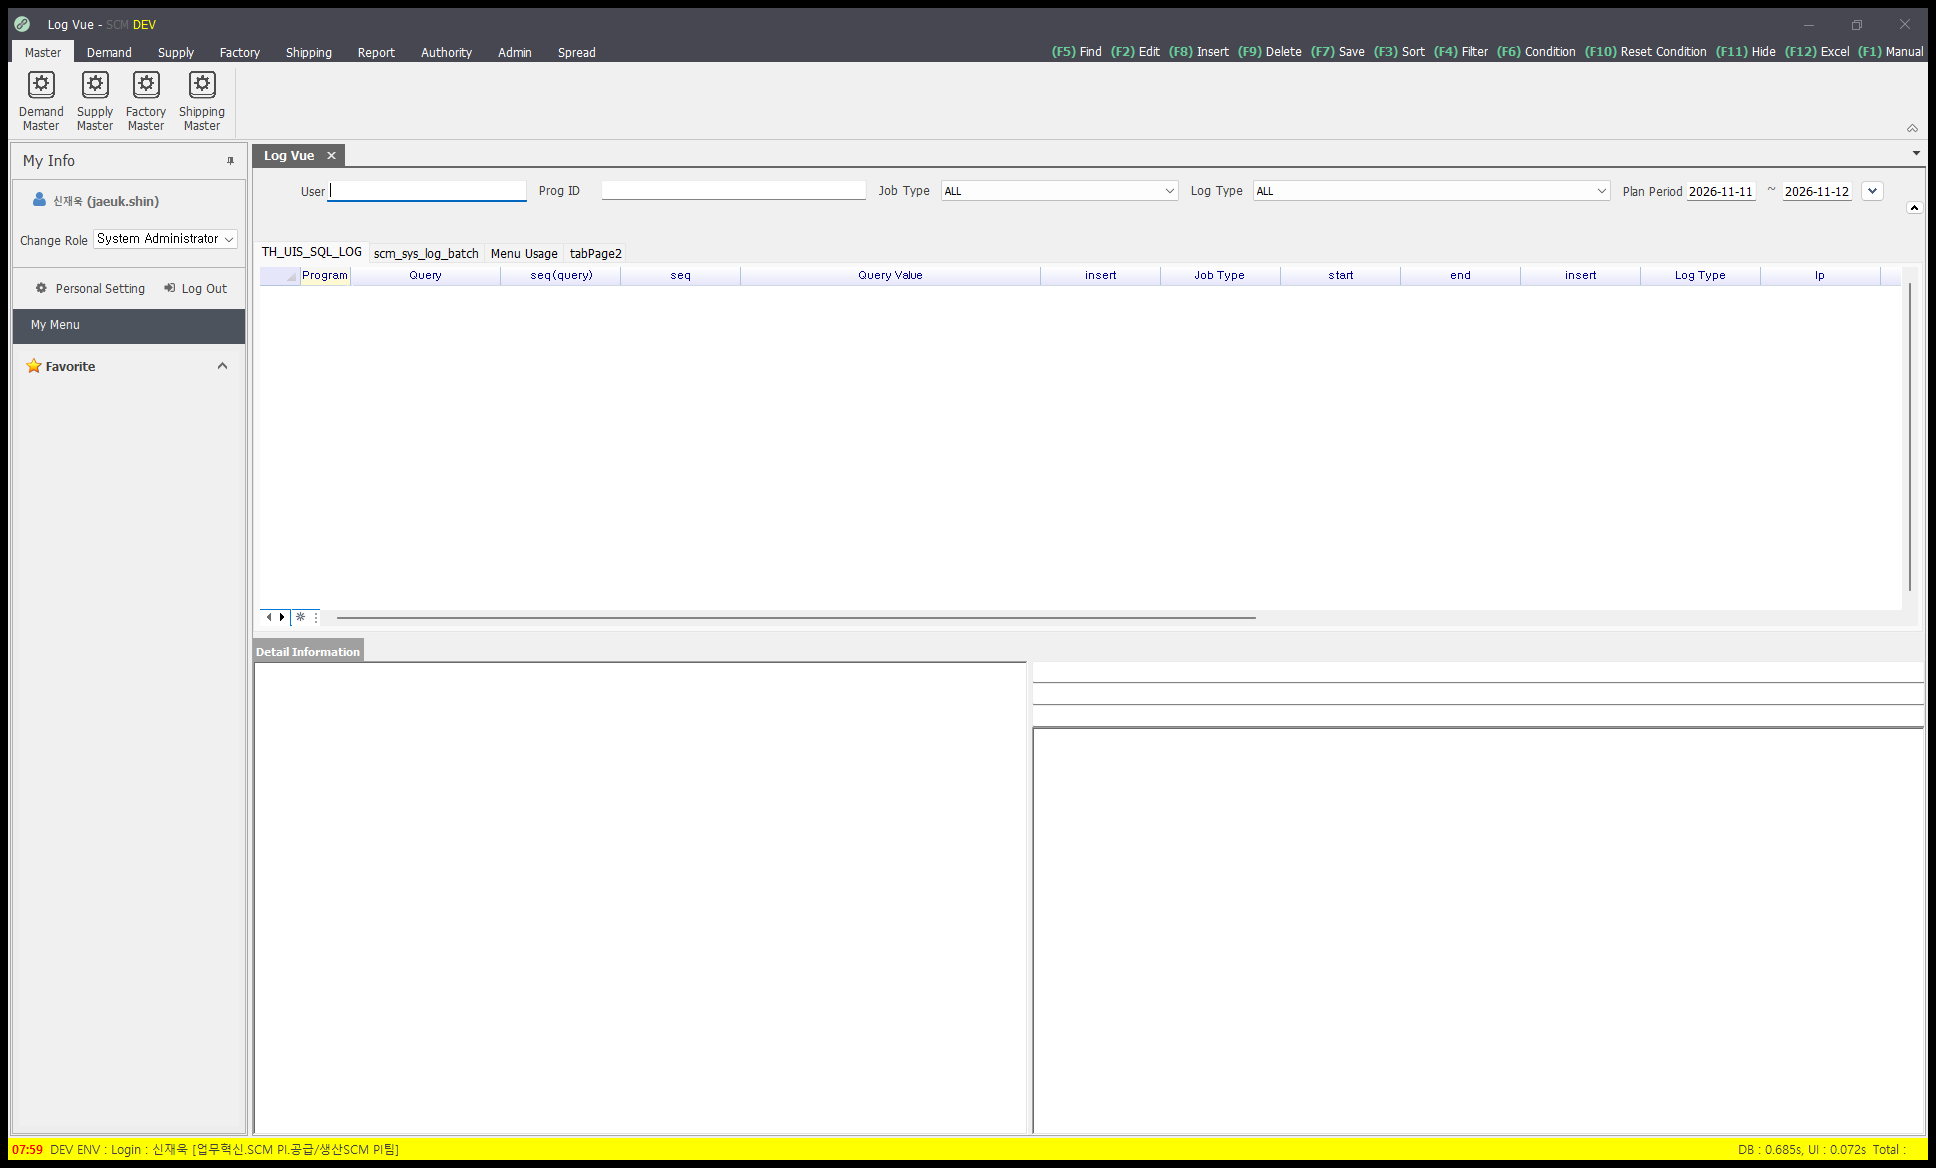 Log Vue - SCM DEV
Master Demand Supply Factory Shipping Report Authority Admin Spread (F5) Find (F2) Edit (F8) Insert (F9) Delete (F7) Save (F3) Sort (F4) Filter (F6) Condition (F10) Reset Condition (F11) Hide (F12) Excel (F1) Manual
Demand Master
Supply Master
Factory Master
Shipping Master
My Info
신재욱 (jaeuk.shin)
Change Role System Administrator
Personal Setting Log Out
My Menu
Favorite
Log Vue
User Prog ID Job Type ALL Log Type ALL Plan Period 2026-11-11 ~ 2026-11-12
TH_UIS_SQL_LOG scm_sys_log_batch Menu Usage tabPage2
Program Query seq(query) seq Query Value insert Job Type start end insert Log Type Ip
Detail Information
07:59 DEV ENV : Login : 신재욱 [업무혁신.SCM PI.공급/생산SCM PI팀] DB : 0.685s, UI : 0.072s Total :